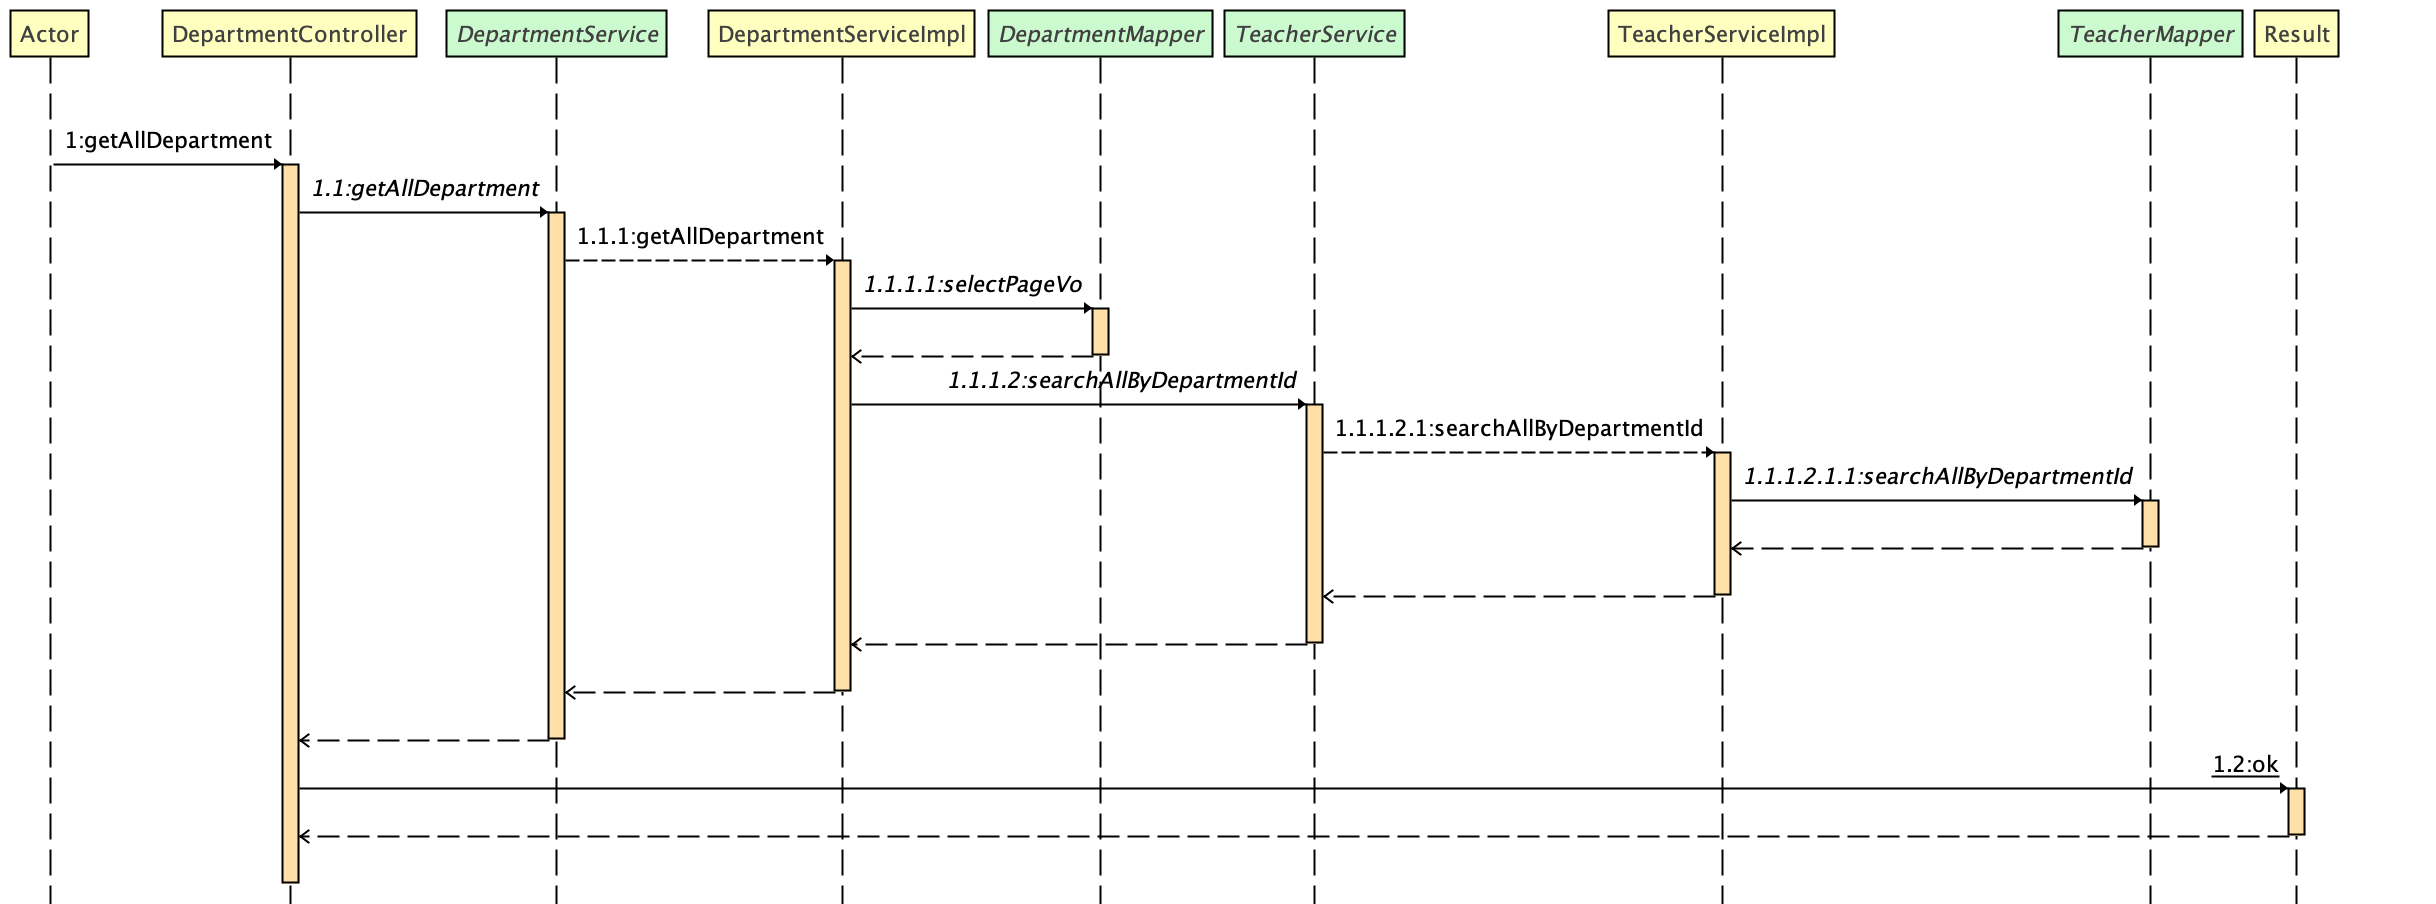 Actor
DepartmentController
DepartmentService
DepartmentServiceImpl
DepartmentMapper
TeacherService
TeacherServiceImpl
TeacherMapper
Result
1:getAllDepartment
1.1:getAllDepartment
1.1.1:getAllDepartment
1.1.1.1:selectPageVo
1.1.1.2:searchAllByDepartmentId
1.1.1.2.1:searchAllByDepartmentId
1.1.1.2.1.1:searchAllByDepartmentId
1.2:ok